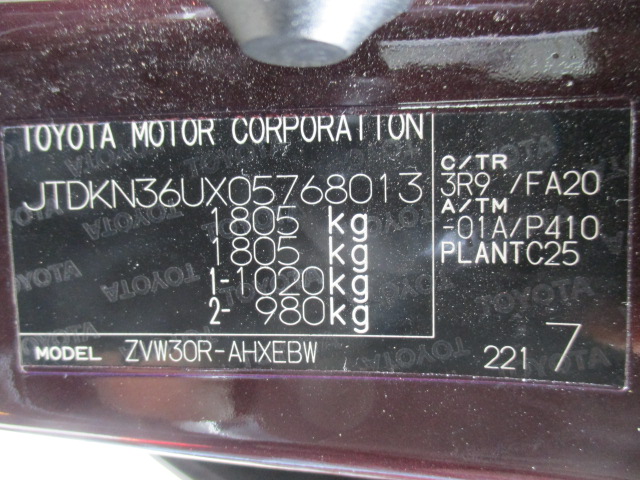 TOYOTA MOTOR CORPORATION
JTDKN36UX05768013
1805 kg
1805 kg
1-1020kg
2- 980kg
MODEL ZVW30R-AHXEBW
C/TR
3R9 /FA20
A/TM
-01A/P410
PLANTC25
221 7